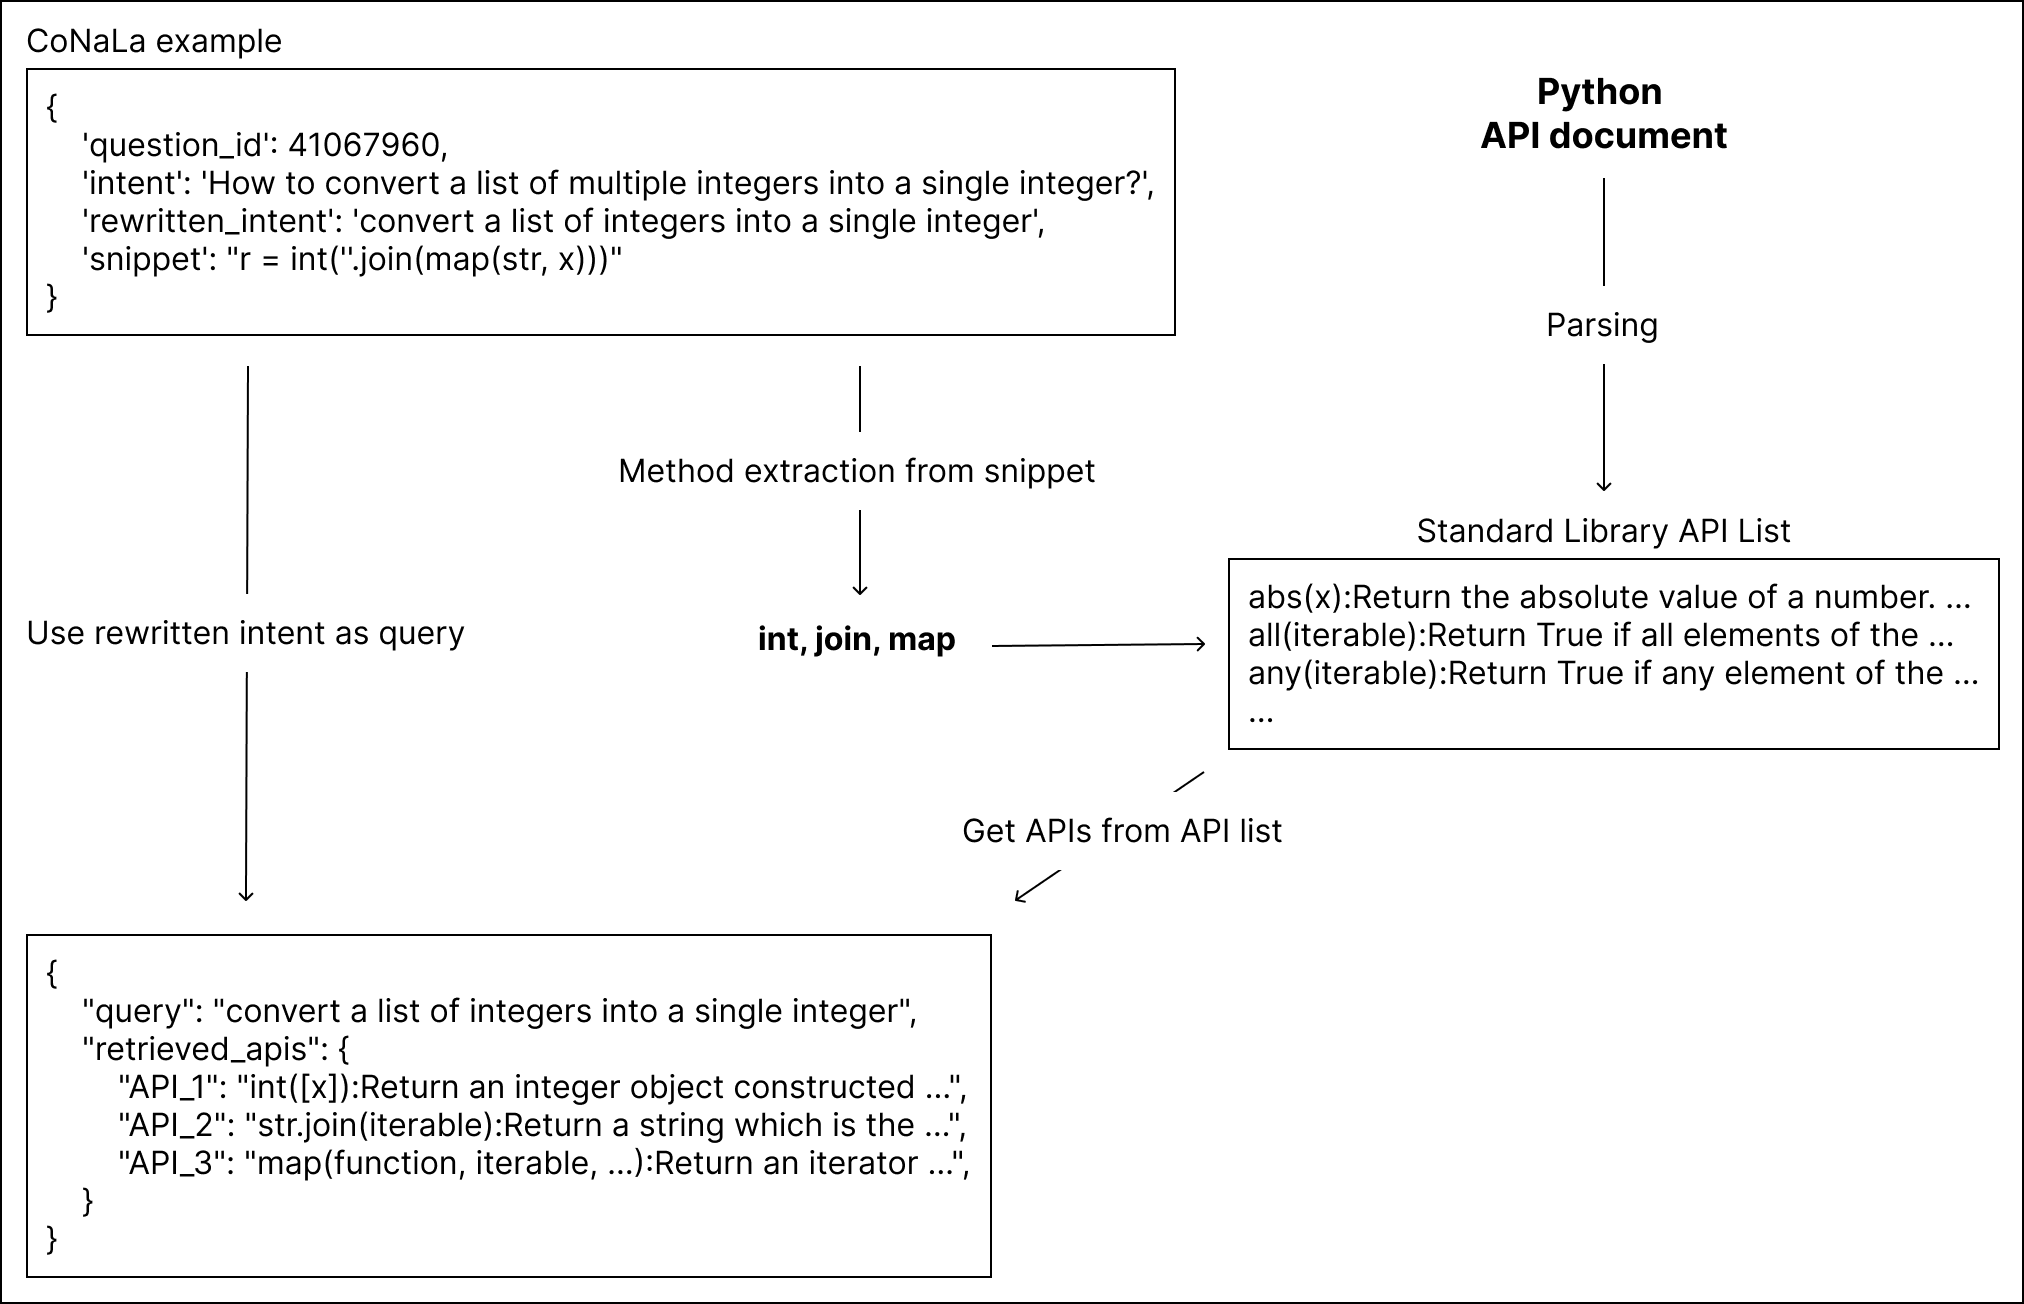 CoNaLa example
{
'question_id': 41067960,
'intent': 'How to convert a list of multiple integers into a single integer?',
'rewritten_intent': 'convert a list of integers into a single integer',
'snippet': "r = int(''.join(map(str, x)))"
}
Python
API document
Parsing
Method extraction from snippet
Standard Library API List
abs(x):Return the absolute value of a number. ...
all(iterable):Return True if all elements of the ...
any(iterable):Return True if any element of the ...
...
Use rewritten intent as query
int, join, map
Get APIs from API list
{
"query": "convert a list of integers into a single integer",
"retrieved_apis": {
"API_1": "int([x]):Return an integer object constructed ...",
"API_2": "str.join(iterable):Return a string which is the ...",
"API_3": "map(function, iterable, ...):Return an iterator ...",
}
}